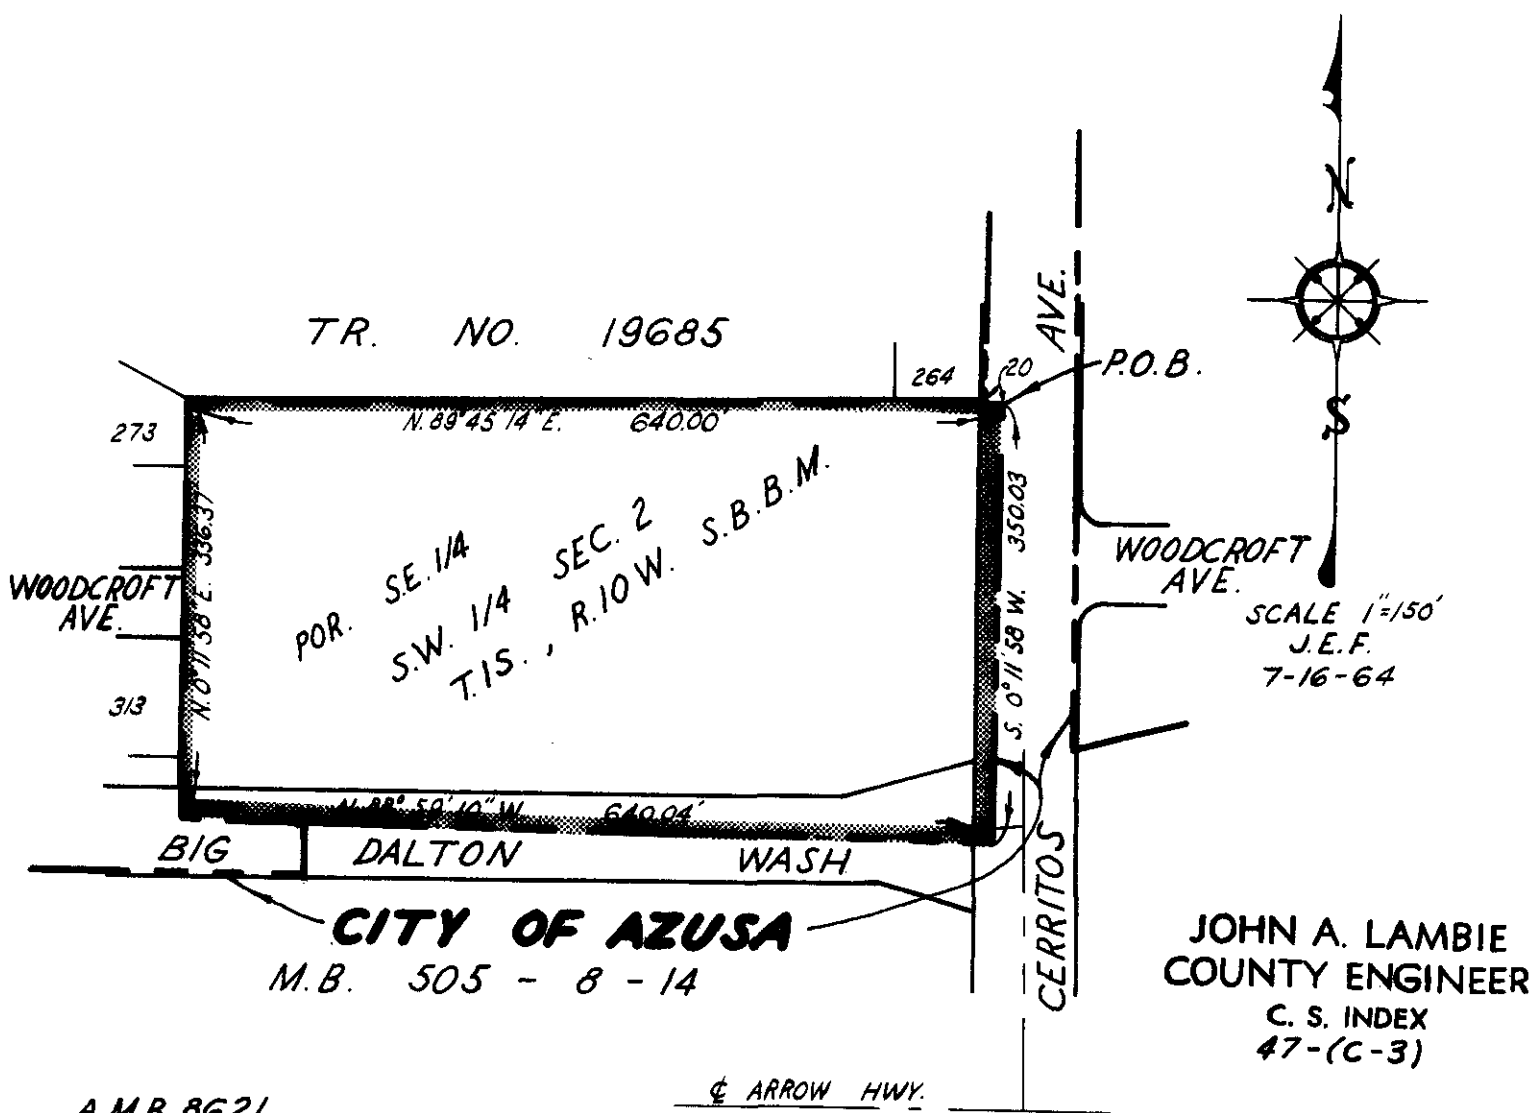 N
S
AVE.
TR. NO. 19685
264
20
P.O.B.
N. 89°45'14"E. 640.00'
273
N. 0°11'58"E. 336.37
S. 0°11'58 W. 350.03
POR. S.E. 1/4
S.W. 1/4 SEC. 2
T.1S., R.10W. S.B.B.M.
WOODCROFT
AVE.
WOODCROFT
AVE.
SCALE 1"=150'
J.E.F.
7-16-64
313
N. 88° 59' 10" W. 640.04'
BIG DALTON WASH
CITY OF AZUSA
M.B. 505 - 8 - 14
CERRITOS
JOHN A. LAMBIE
COUNTY ENGINEER
C. S. INDEX
47-(C-3)
A.M.B. 8621
℄ ARROW HWY.